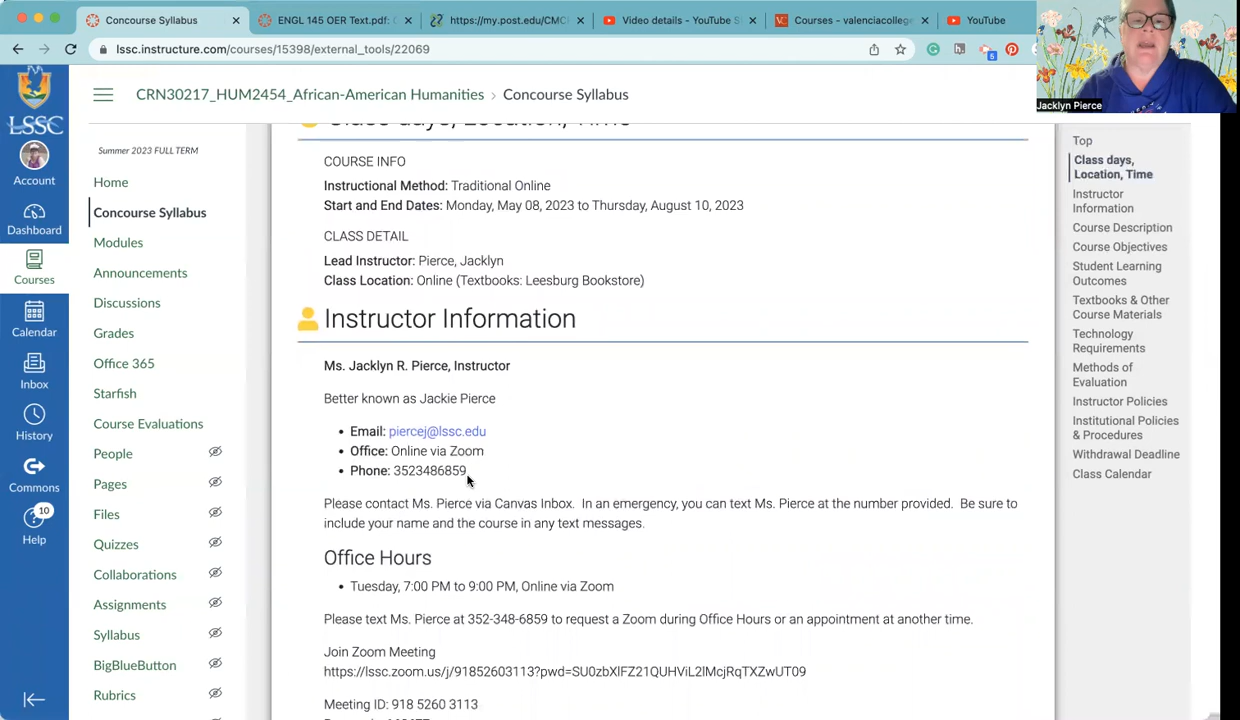 Concourse Syllabus
ENGL 145 OER Text.pdf:
https://my.post.edu/CMC
Video details - YouTube S
Courses - valenciacolleg
YouTube
lssc.instructure.com/courses/15398/external_tools/22069
5
Jacklyn Pierce
LSSC
Account
Dashboard
Courses
Calendar
Inbox
History
Commons
10
Help
CRN30217_HUM2454_African-American Humanities › Concourse Syllabus
Summer 2023 FULL TERM
Home
Concourse Syllabus
Modules
Announcements
Discussions
Grades
Office 365
Starfish
Course Evaluations
People
Pages
Files
Quizzes
Collaborations
Assignments
Syllabus
BigBlueButton
Rubrics
Class days, Location, Time
COURSE INFO
Instructional Method: Traditional Online
Start and End Dates: Monday, May 08, 2023 to Thursday, August 10, 2023
CLASS DETAIL
Lead Instructor: Pierce, Jacklyn
Class Location: Online (Textbooks: Leesburg Bookstore)
Instructor Information
Ms. Jacklyn R. Pierce, Instructor
Better known as Jackie Pierce
• Email: piercej@lssc.edu
• Office: Online via Zoom
• Phone: 3523486859
Please contact Ms. Pierce via Canvas Inbox. In an emergency, you can text Ms. Pierce at the number provided. Be sure to
include your name and the course in any text messages.
Office Hours
• Tuesday, 7:00 PM to 9:00 PM, Online via Zoom
Please text Ms. Pierce at 352-348-6859 to request a Zoom during Office Hours or an appointment at another time.
Join Zoom Meeting
https://lssc.zoom.us/j/91852603113?pwd=SU0zbXlFZ21QUHViL2lMcjRqTXZwUT09
Meeting ID: 918 5260 3113
Top
Class days,
Location, Time
Instructor
Information
Course Description
Course Objectives
Student Learning
Outcomes
Textbooks & Other
Course Materials
Technology
Requirements
Methods of
Evaluation
Instructor Policies
Institutional Policies
& Procedures
Withdrawal Deadline
Class Calendar